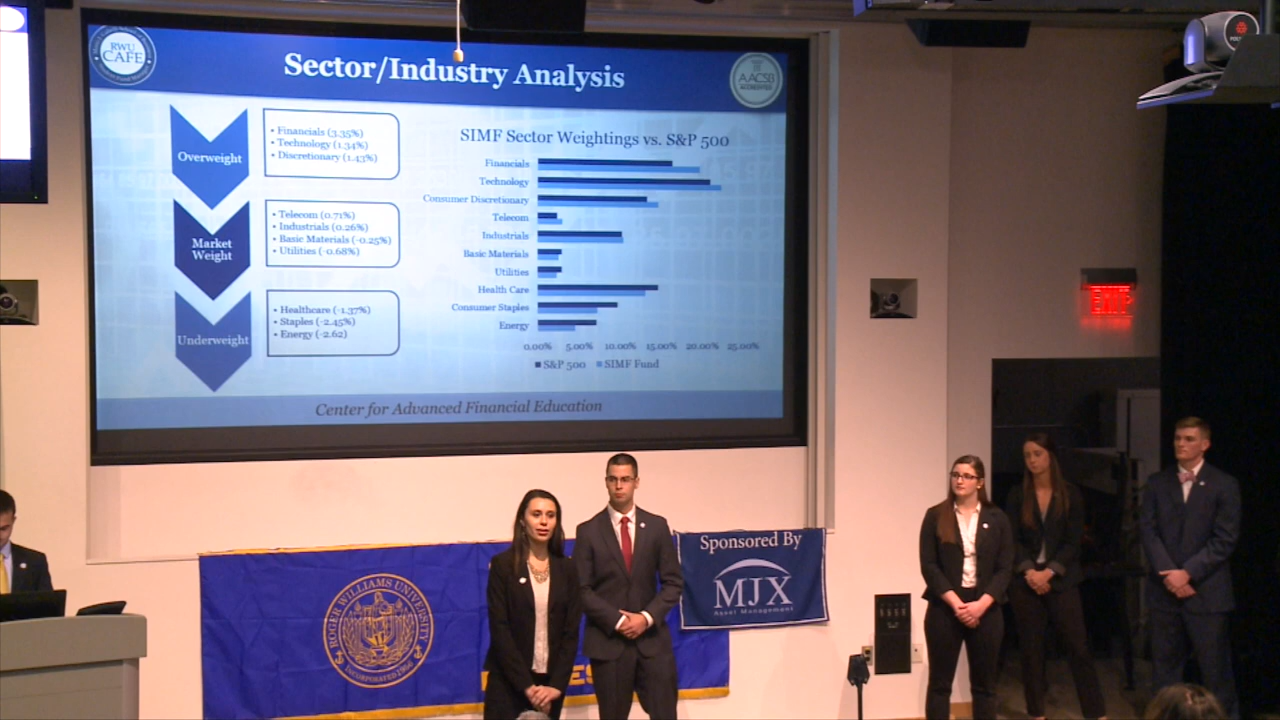 RWU
CAFE
Sector/Industry Analysis
AACSB
ACCREDITED
Overweight
• Financials (3.35%)
• Technology (1.34%)
• Discretionary (1.43%)
Market
Weight
• Telecom (0.71%)
• Industrials (0.26%)
• Basic Materials (-0.25%)
• Utilities (-0.68%)
Underweight
• Healthcare (-1.37%)
• Staples (-2.45%)
• Energy (-2.62)
SIMF Sector Weightings vs. S&P 500
Financials
Technology
Consumer Discretionary
Telecom
Industrials
Basic Materials
Utilities
Health Care
Consumer Staples
Energy
0.00% 5.00% 10.00% 15.00% 20.00% 25.00%
S&P 500 SIMF Fund
Center for Advanced Financial Education
EXIT
ROGER WILLIAMS UNIVERSITY
INCORPORATED 1956
Sponsored By
MJX
Asset Management